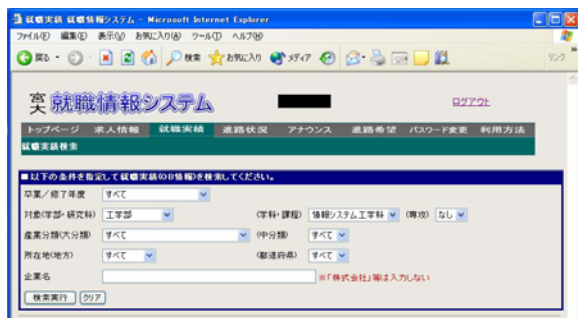 就職実績 就職情報システム - Microsoft Internet Explorer
ファイル(F) 編集(E) 表示(V) お気に入り(A) ツール(T) ヘルプ(H)
戻る 検索 お気に入り メディア リンク
宮大 就職情報システム ログアウト
トップページ 求人情報 就職実績 進路状況 アナウンス 進路希望 パスワード変更 利用方法
就職実績検索
■以下の条件を指定して就職実績(OB情報)を検索してください。
卒業/修了年度 すべて
対象(学部・研究科) 工学部 (学科・課程) 情報システム工学科 (専攻) なし
産業分類(大分類) すべて (中分類) すべて
所在地(地方) すべて (都道府県) すべて
企業名 ※「株式会社」等は入力しない
検索実行 クリア